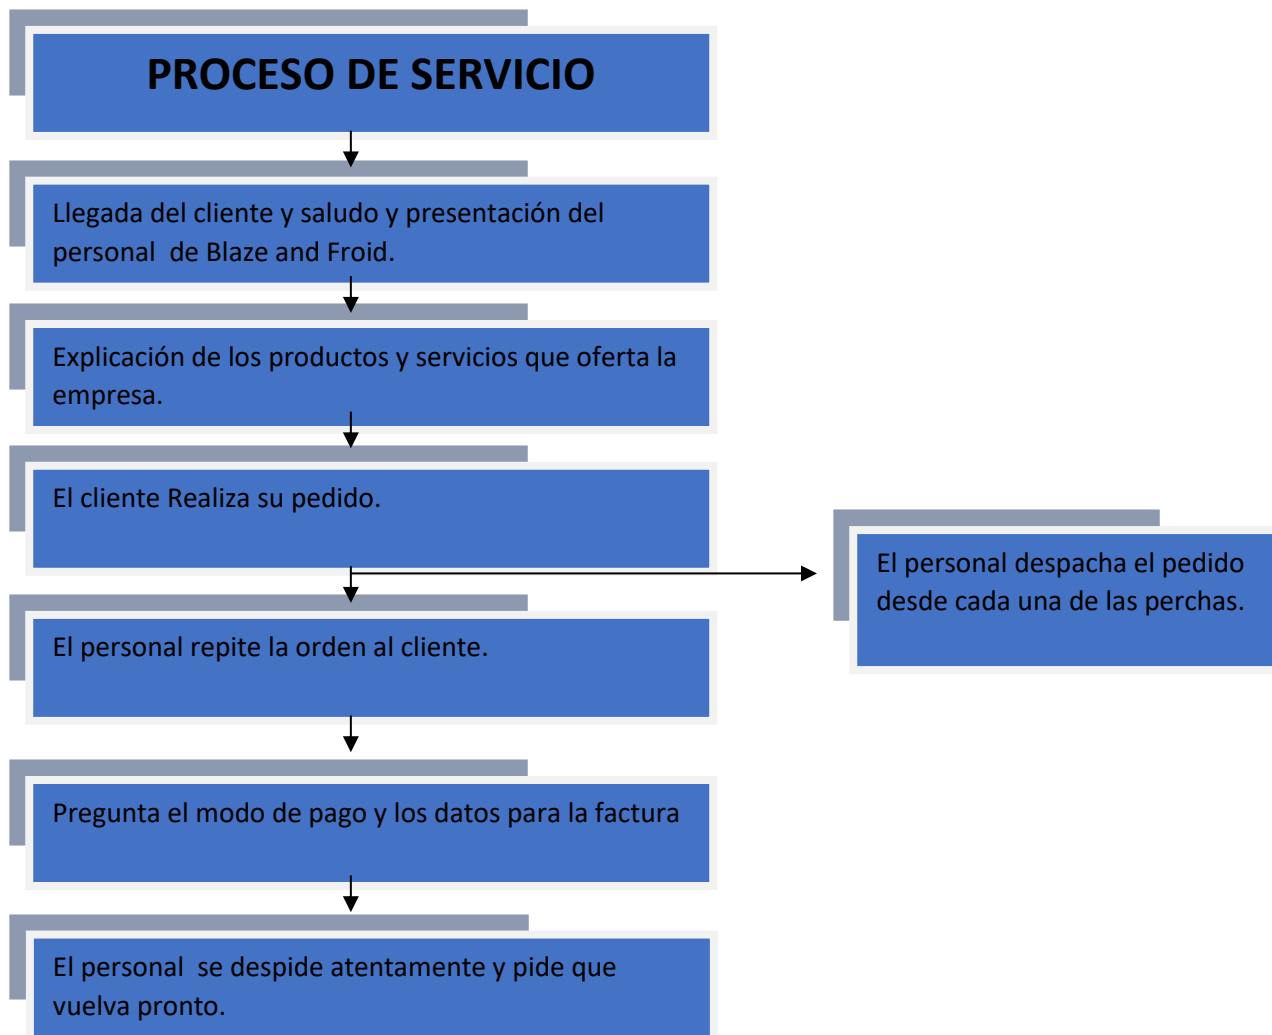 PROCESO DE SERVICIO
Llegada del cliente y saludo y presentación del
personal de Blaze and Froid.
Explicación de los productos y servicios que oferta la
empresa.
El cliente Realiza su pedido.
El personal despacha el pedido
desde cada una de las perchas.
El personal repite la orden al cliente.
Pregunta el modo de pago y los datos para la factura
El personal se despide atentamente y pide que
vuelva pronto.